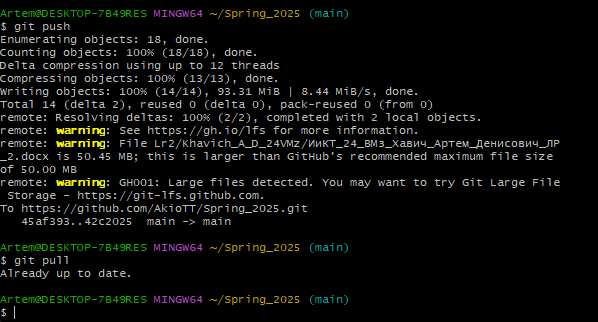 Artem@DESKTOP-7B49RES MINGW64 ~/Spring_2025 (main)
$ git push
Enumerating objects: 18, done.
Counting objects: 100% (18/18), done.
Delta compression using up to 12 threads
Compressing objects: 100% (13/13), done.
Writing objects: 100% (14/14), 93.31 MiB | 8.44 MiB/s, done.
Total 14 (delta 2), reused 0 (delta 0), pack-reused 0 (from 0)
remote: Resolving deltas: 100% (2/2), completed with 2 local objects.
remote: warning: See https://gh.io/lfs for more information.
remote: warning: File Lr2/Khavich_A_D_24VMz/ИиКТ_24_ВМз_Хавич_Артем_Денисович_ЛР
_2.docx is 50.45 MB; this is larger than GitHub's recommended maximum file size
of 50.00 MB
remote: warning: GH001: Large files detected. You may want to try Git Large File
 Storage - https://git-lfs.github.com.
To https://github.com/AkioTT/Spring_2025.git
   45af393..42c2025  main -> main
Artem@DESKTOP-7B49RES MINGW64 ~/Spring_2025 (main)
$ git pull
Already up to date.
Artem@DESKTOP-7B49RES MINGW64 ~/Spring_2025 (main)
$